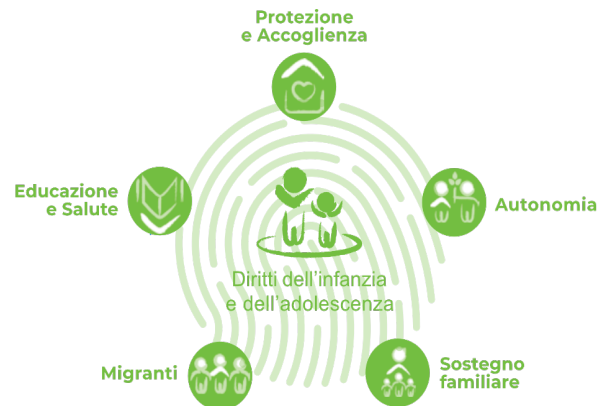 Protezione
e Accoglienza
Educazione
e Salute
Autonomia
Diritti dell'infanzia
e dell'adolescenza
Migranti
Sostegno
familiare